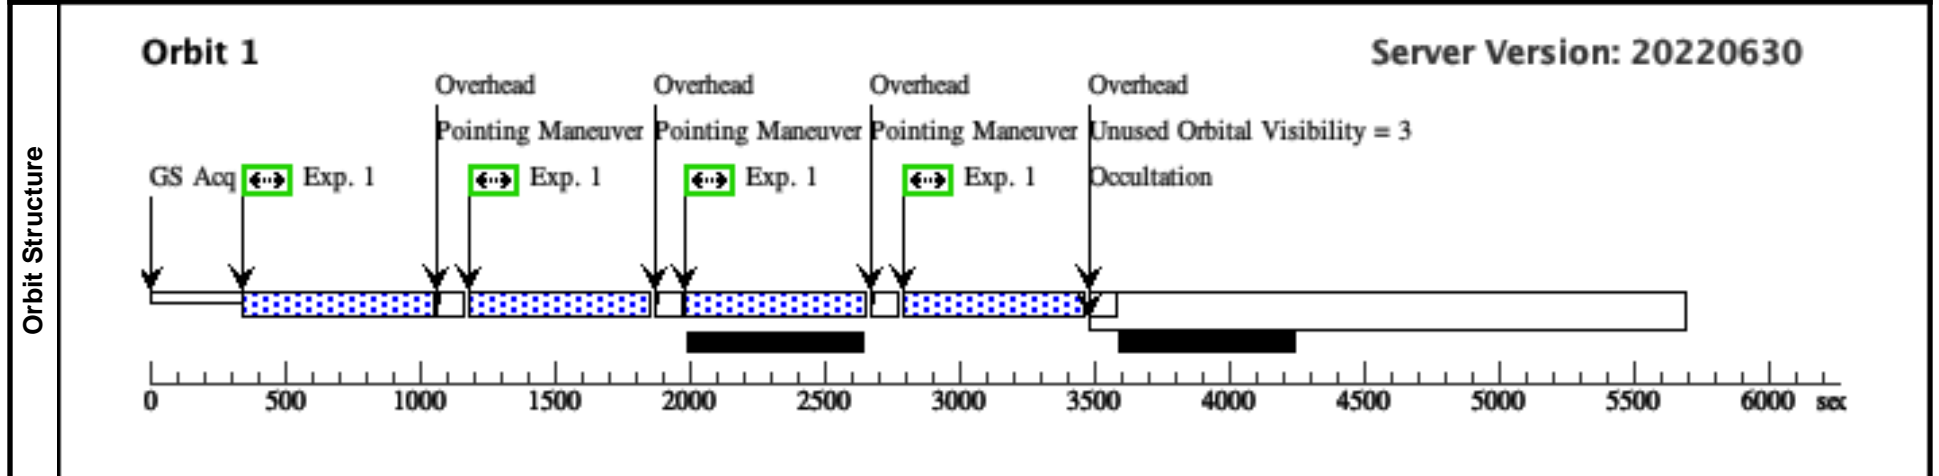 Orbit Structure
Orbit 1
Server Version: 20220630
Overhead Overhead Overhead Overhead
Pointing Maneuver Pointing Maneuver Pointing Maneuver Unused Orbital Visibility = 3
GS Acq Exp. 1 Exp. 1 Exp. 1 Exp. 1 Occultation
0 500 1000 1500 2000 2500 3000 3500 4000 4500 5000 5500 6000 sec